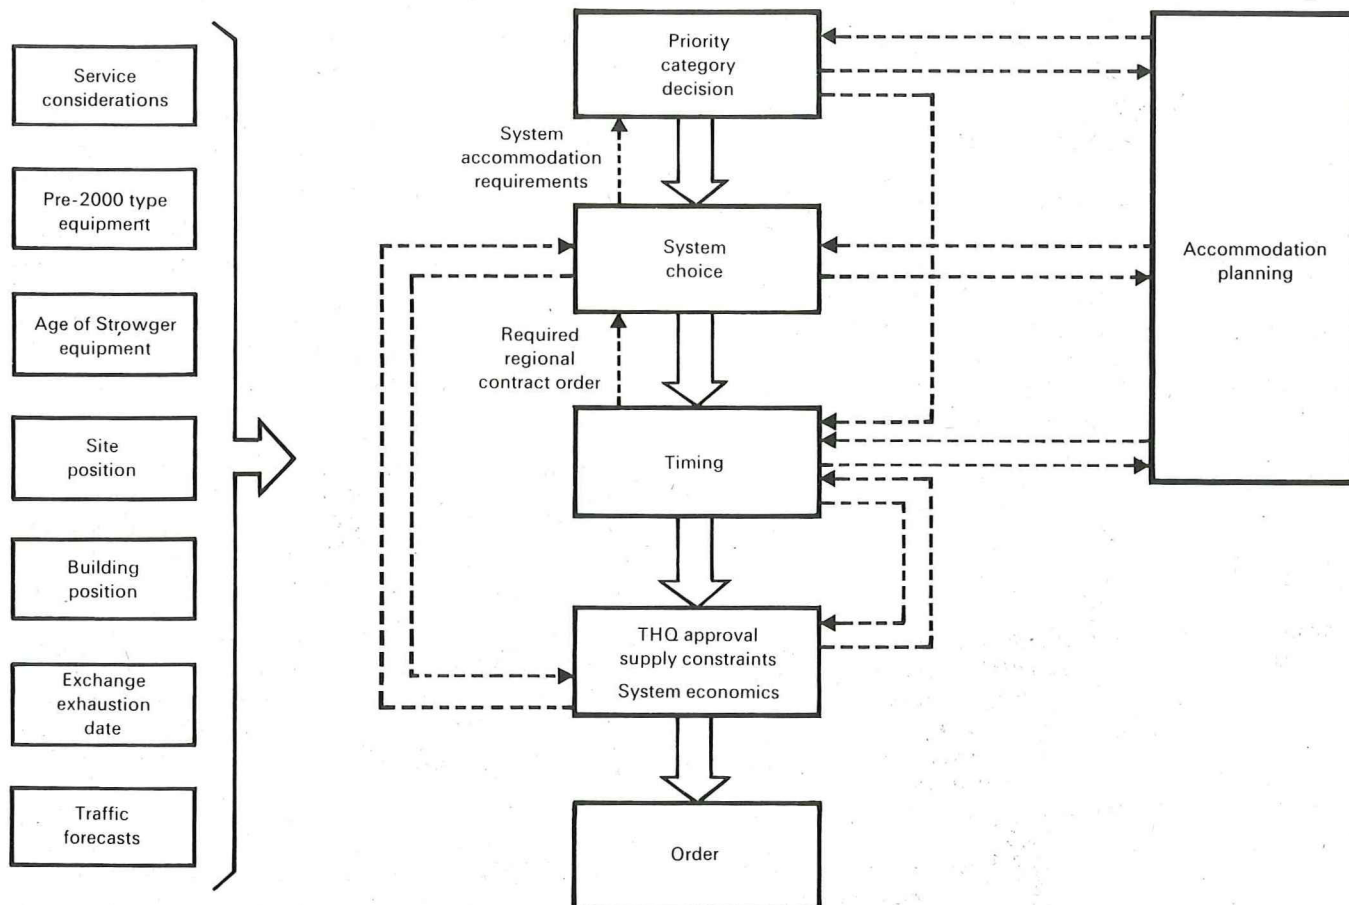 Service
considerations
Pre-2000 type
equipment
Age of Strowger
equipment
Site
position
Building
position
Exchange
exhaustion
date
Traffic
forecasts
Priority
category
decision
System
accommodation
requirements
System
choice
Required
regional
contract order
Timing
THQ approval
supply constraints
System economics
Order
Accommodation
planning